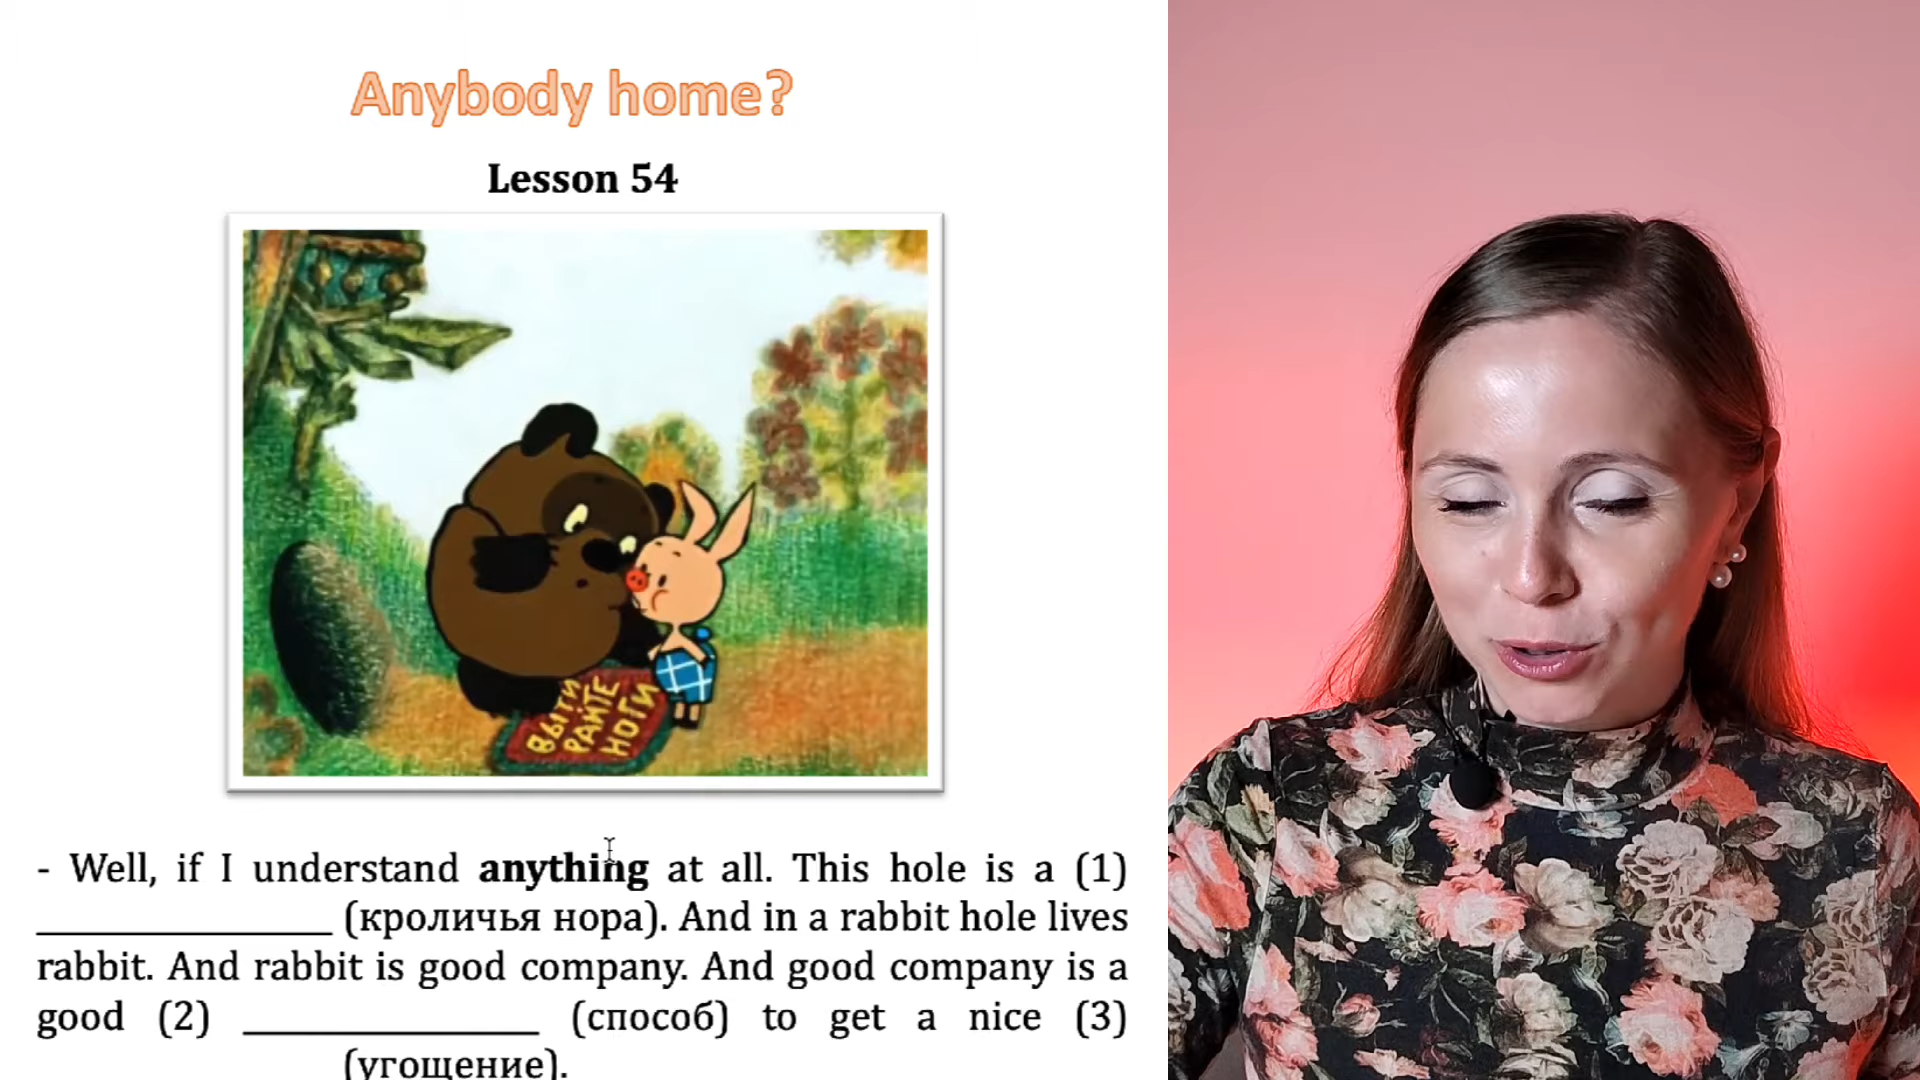 Anybody home?
Lesson 54
ВЫТИ
РАЙТЕ
НОГИ
- Well, if I understand anything at all. This hole is a (1)
______________ (кроличья нора). And in a rabbit hole lives
rabbit. And rabbit is good company. And good company is a
good (2) ______________ (способ) to get a nice (3)
(угощение).